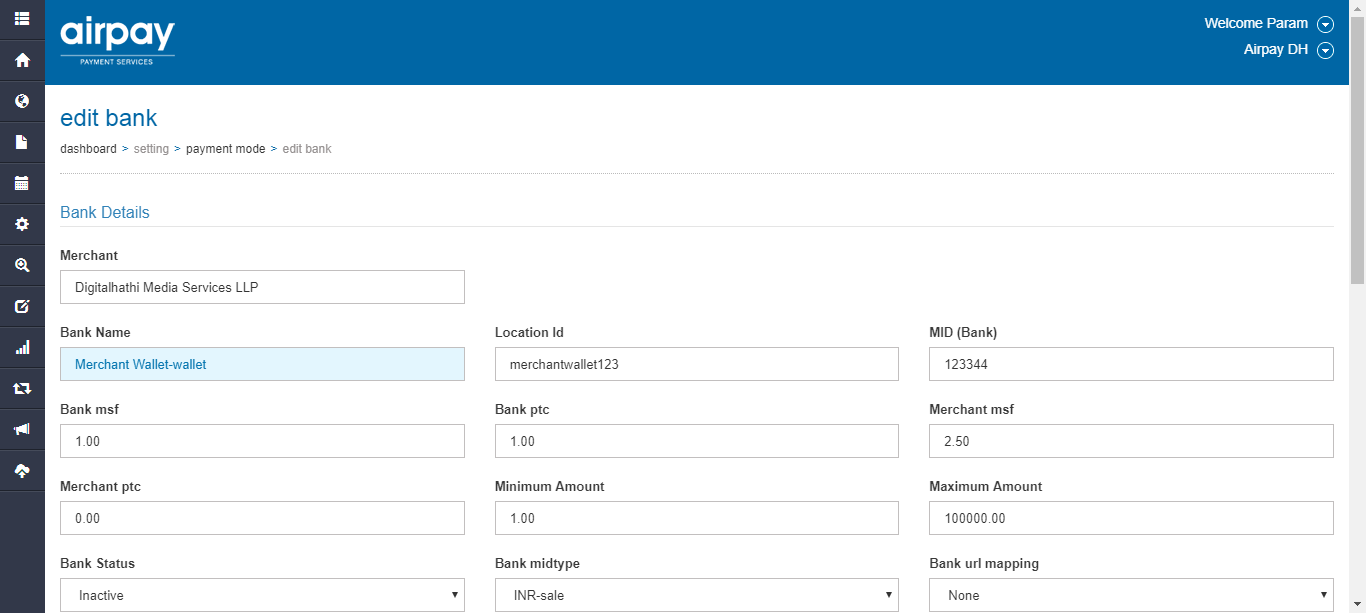 airpay
PAYMENT SERVICES
Welcome Param
Airpay DH
edit bank
dashboard > setting > payment mode > edit bank
Bank Details
Merchant
Digitalhathi Media Services LLP
Bank Name Location Id MID (Bank)
Merchant Wallet-wallet merchantwallet123 123344
Bank msf Bank ptc Merchant msf
1.00 1.00 2.50
Merchant ptc Minimum Amount Maximum Amount
0.00 1.00 100000.00
Bank Status Bank midtype Bank url mapping
Inactive INR-sale None